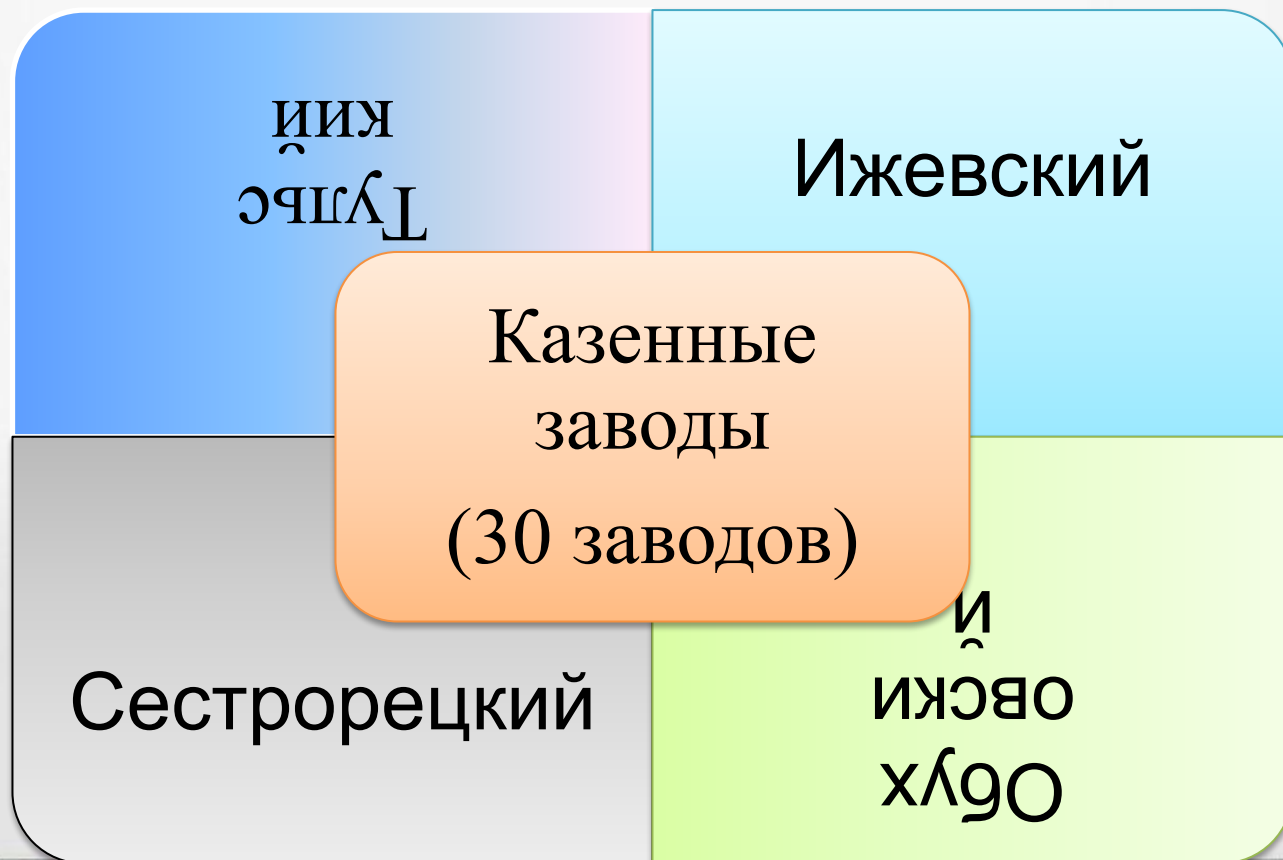 Тульс
кий
Ижевский
Казенные
заводы
(30 заводов)
Сестрорецкий
Обух
овски
й